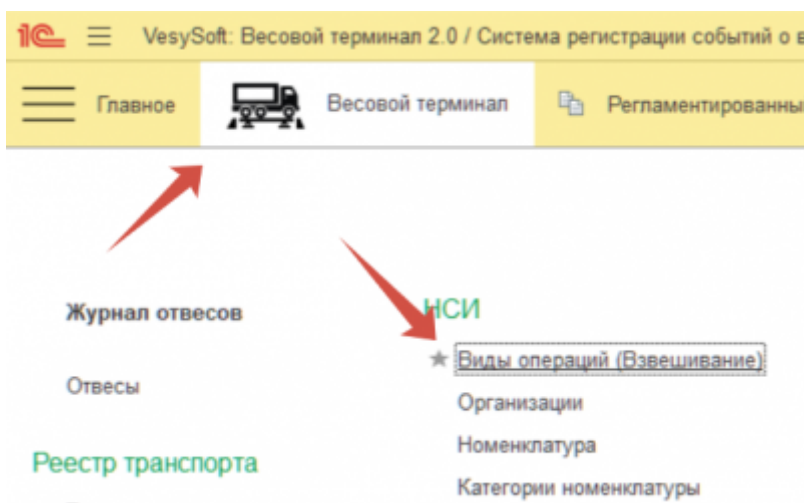 1С VesySoft: Весовой терминал 2.0 / Система регистрации событий о в
Главное Весовой терминал Регламентированны
Журнал отвесов
НСИ
Виды операций (Взвешивание)
Отвесы
Организации
Номенклатура
Реестр транспорта
Категории номенклатуры